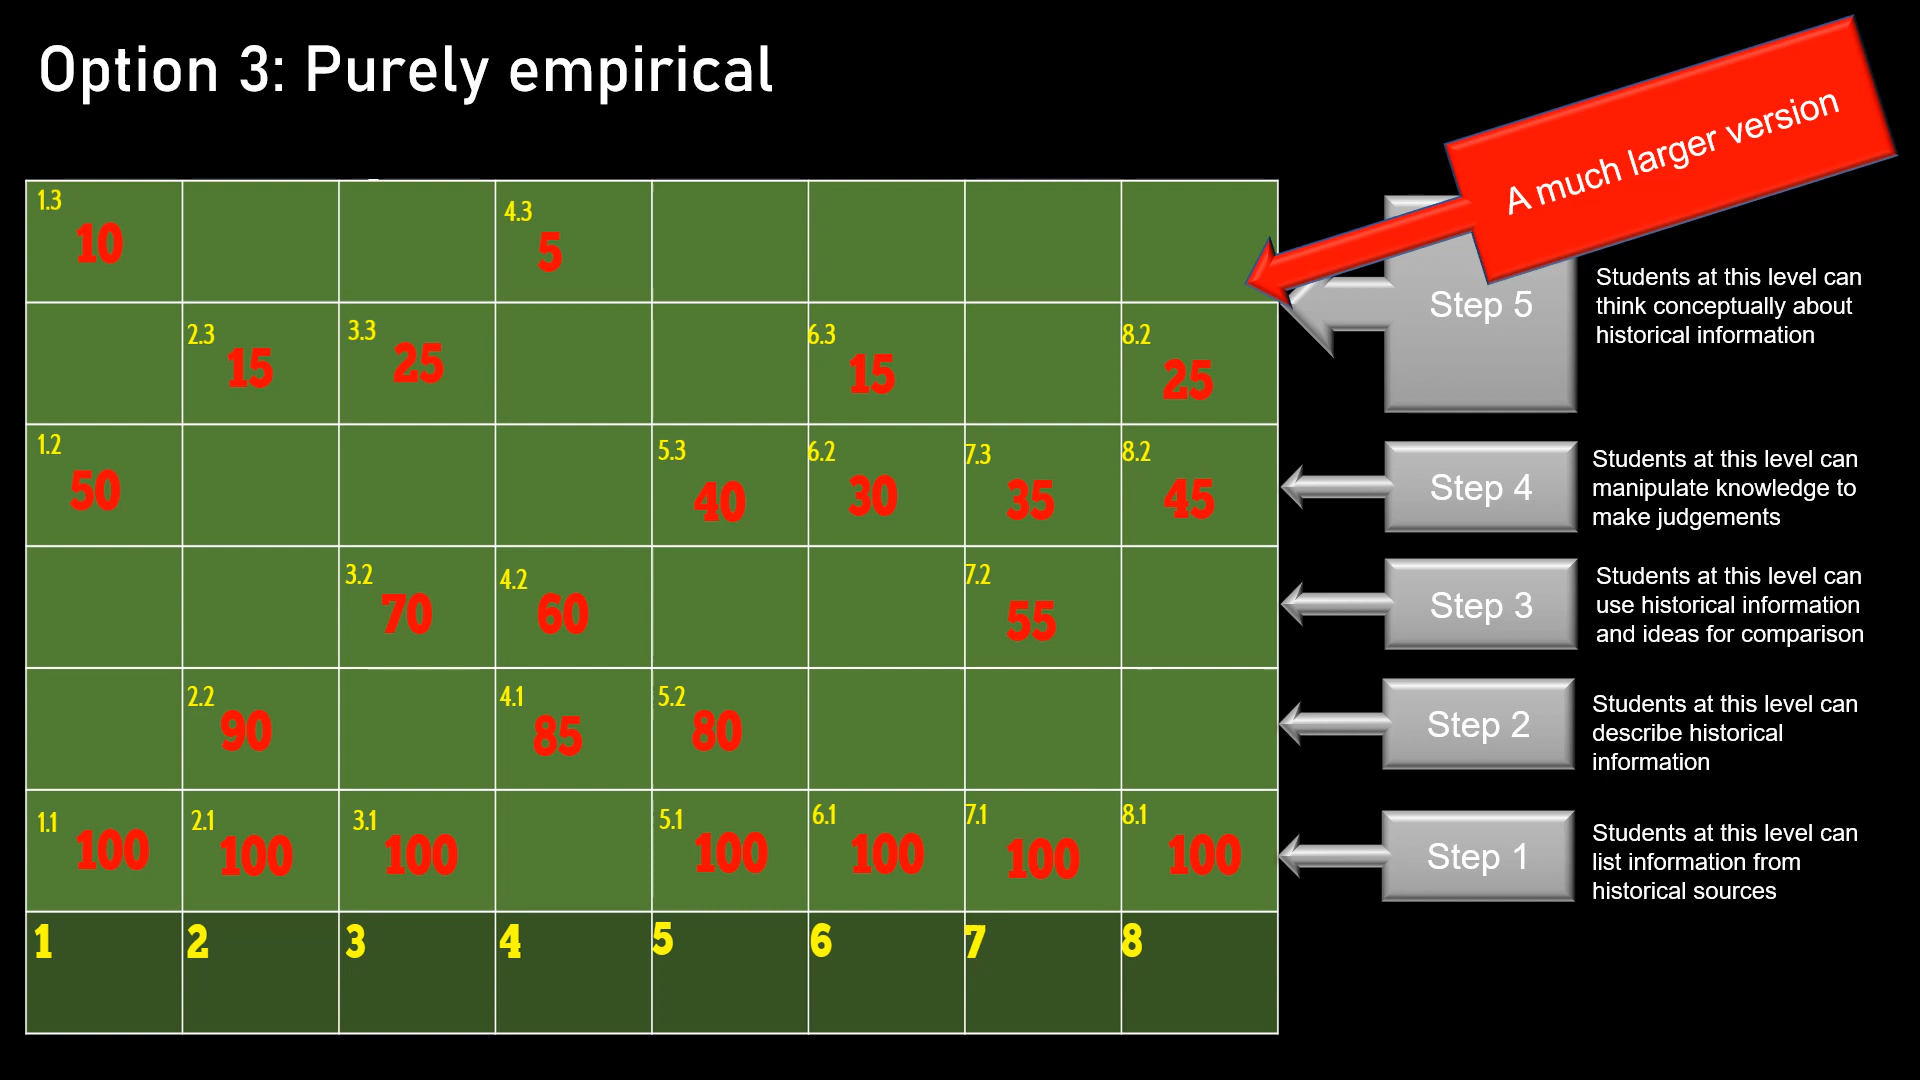 Option 3: Purely empirical
A much larger version
1.3 4.3
10 5
Step 5
Students at this level can
think conceptually about
historical information
2.3 3.3 6.3 8.2
15 25 15 25
1.2 5.3 6.2 7.3 8.2
50 40 30 35 45
Step 4
Students at this level can
manipulate knowledge to
make judgements
3.2 4.2 7.2
70 60 55
Step 3
Students at this level can
use historical information
and ideas for comparison
2.2 4.1 5.2
90 85 80
Step 2
Students at this level can
describe historical
information
1.1 2.1 3.1 5.1 6.1 7.1 8.1
100 100 100 100 100 100 100
Step 1
Students at this level can
list information from
historical sources
1 2 3 4 5 6 7 8